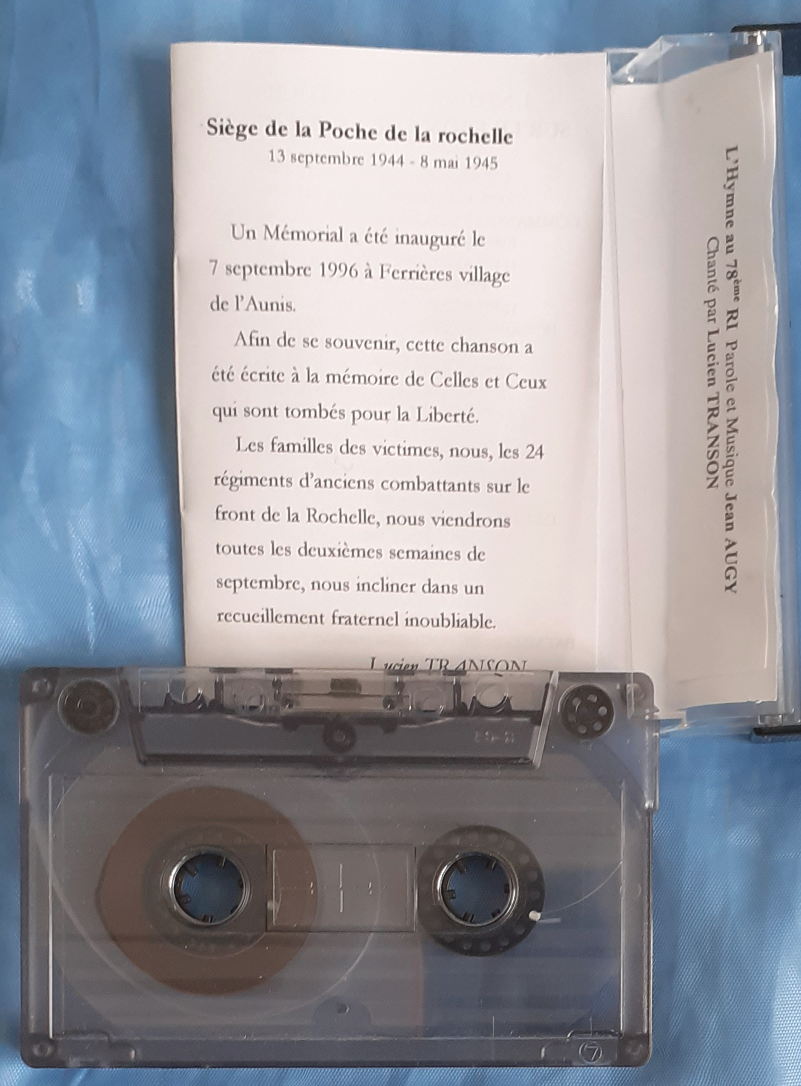 Siège de la Poche de la rochelle
13 septembre 1944 - 8 mai 1945
Un Mémorial a été inauguré le
7 septembre 1996 à Ferrières village
de l'Aunis.
Afin de se souvenir, cette chanson a
été écrite à la mémoire de Celles et Ceux
qui sont tombés pour la Liberté.
Les familles des victimes, nous, les 24
régiments d'anciens combattants sur le
front de la Rochelle, nous viendrons
toutes les deuxièmes semaines de
septembre, nous incliner dans un
recueillement fraternel inoubliable.
Lucien TRANSON
L'Hymne au 78ème RI Parole et Musique Jean AUGY
Chanté par Lucien TRANSON
7